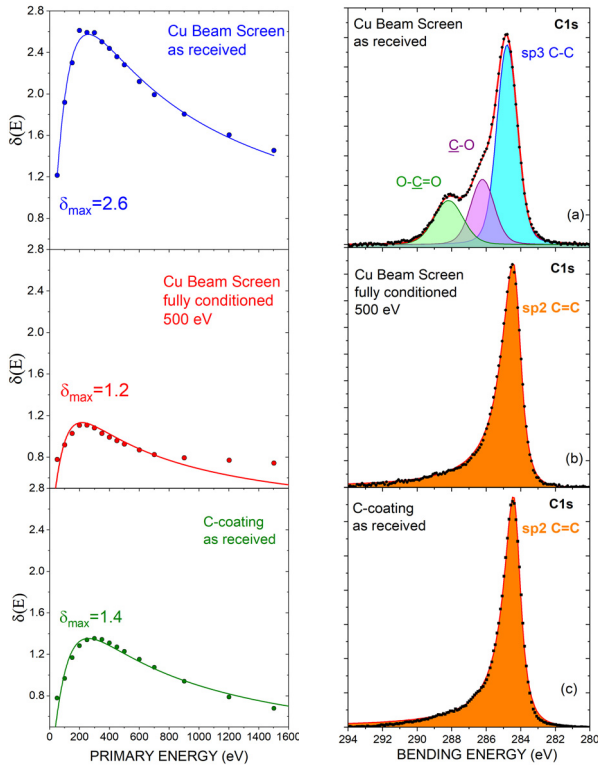 2.8
2.4
2.0
1.6
1.2
0.8
δ(E)
Cu Beam Screen
as received
δmax=2.6
2.8
2.4
2.0
1.6
1.2
0.8
δ(E)
Cu Beam Screen
fully conditioned
500 eV
δmax=1.2
2.8
2.4
2.0
1.6
1.2
0.8
δ(E)
C-coating
as received
δmax=1.4
0 200 400 600 800 1000 1200 1400 1600
PRIMARY ENERGY (eV)
Cu Beam Screen
as received
C1s
sp3 C-C
C-O
O-C=O
(a)
Cu Beam Screen
fully conditioned
500 eV
C1s
sp2 C=C
(b)
C-coating
as received
C1s
sp2 C=C
(c)
294 292 290 288 286 284 282 280
BENDING ENERGY (eV)